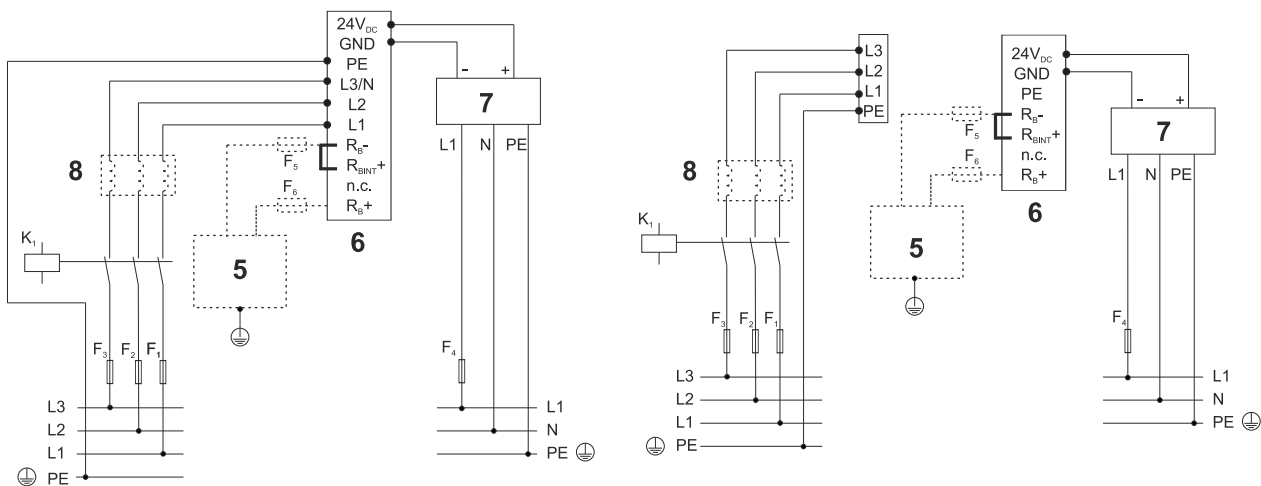 24V_DC
GND
PE
L3/N
L2
L1
R_B-
R_BINT+
n.c.
R_B+
6
- +
7
L1 N PE
8
F_5
F_6
K_1
5
F_3 F_2 F_1
F_4
L3
L2
L1
PE
L1
N
PE
L3
L2
L1
PE
24V_DC
GND
PE
R_B-
R_BINT+
n.c.
R_B+
6
- +
7
L1 N PE
8
F_5
F_6
K_1
5
F_3 F_2 F_1
F_4
L3
L2
L1
PE
L1
N
PE